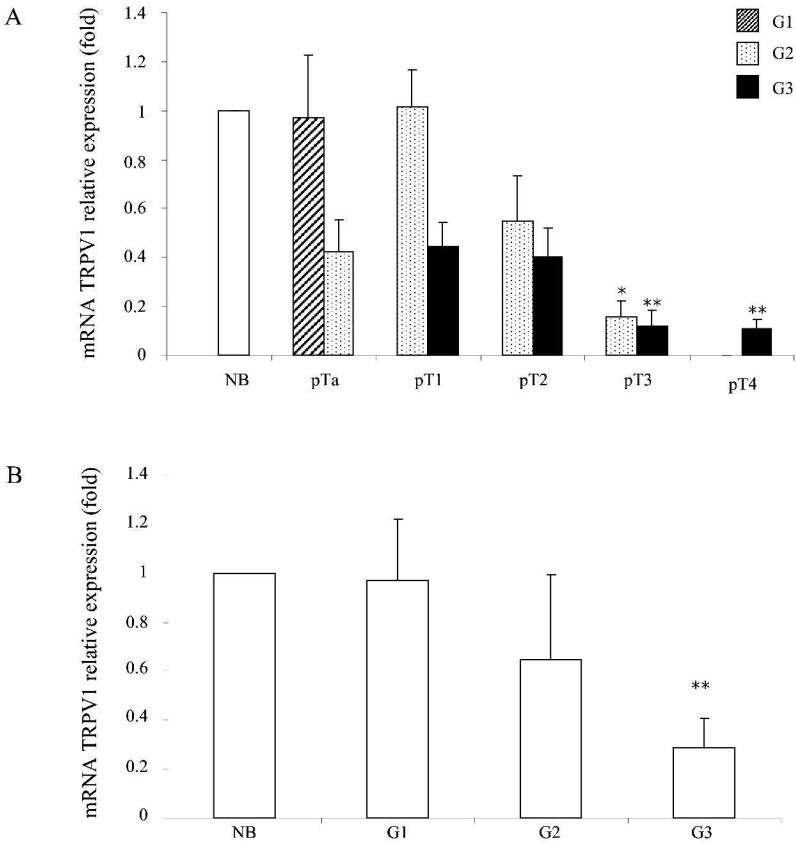 A
mRNA TRPV1 relative expression (fold)
1.4
1.2
1
0.8
0.6
0.4
0.2
0
G1
G2
G3
*
**
**
NB pTa pT1 pT2 pT3 pT4
B
mRNA TRPV1 relative expression (fold)
1.4
1.2
1
0.8
0.6
0.4
0.2
0
**
NB G1 G2 G3